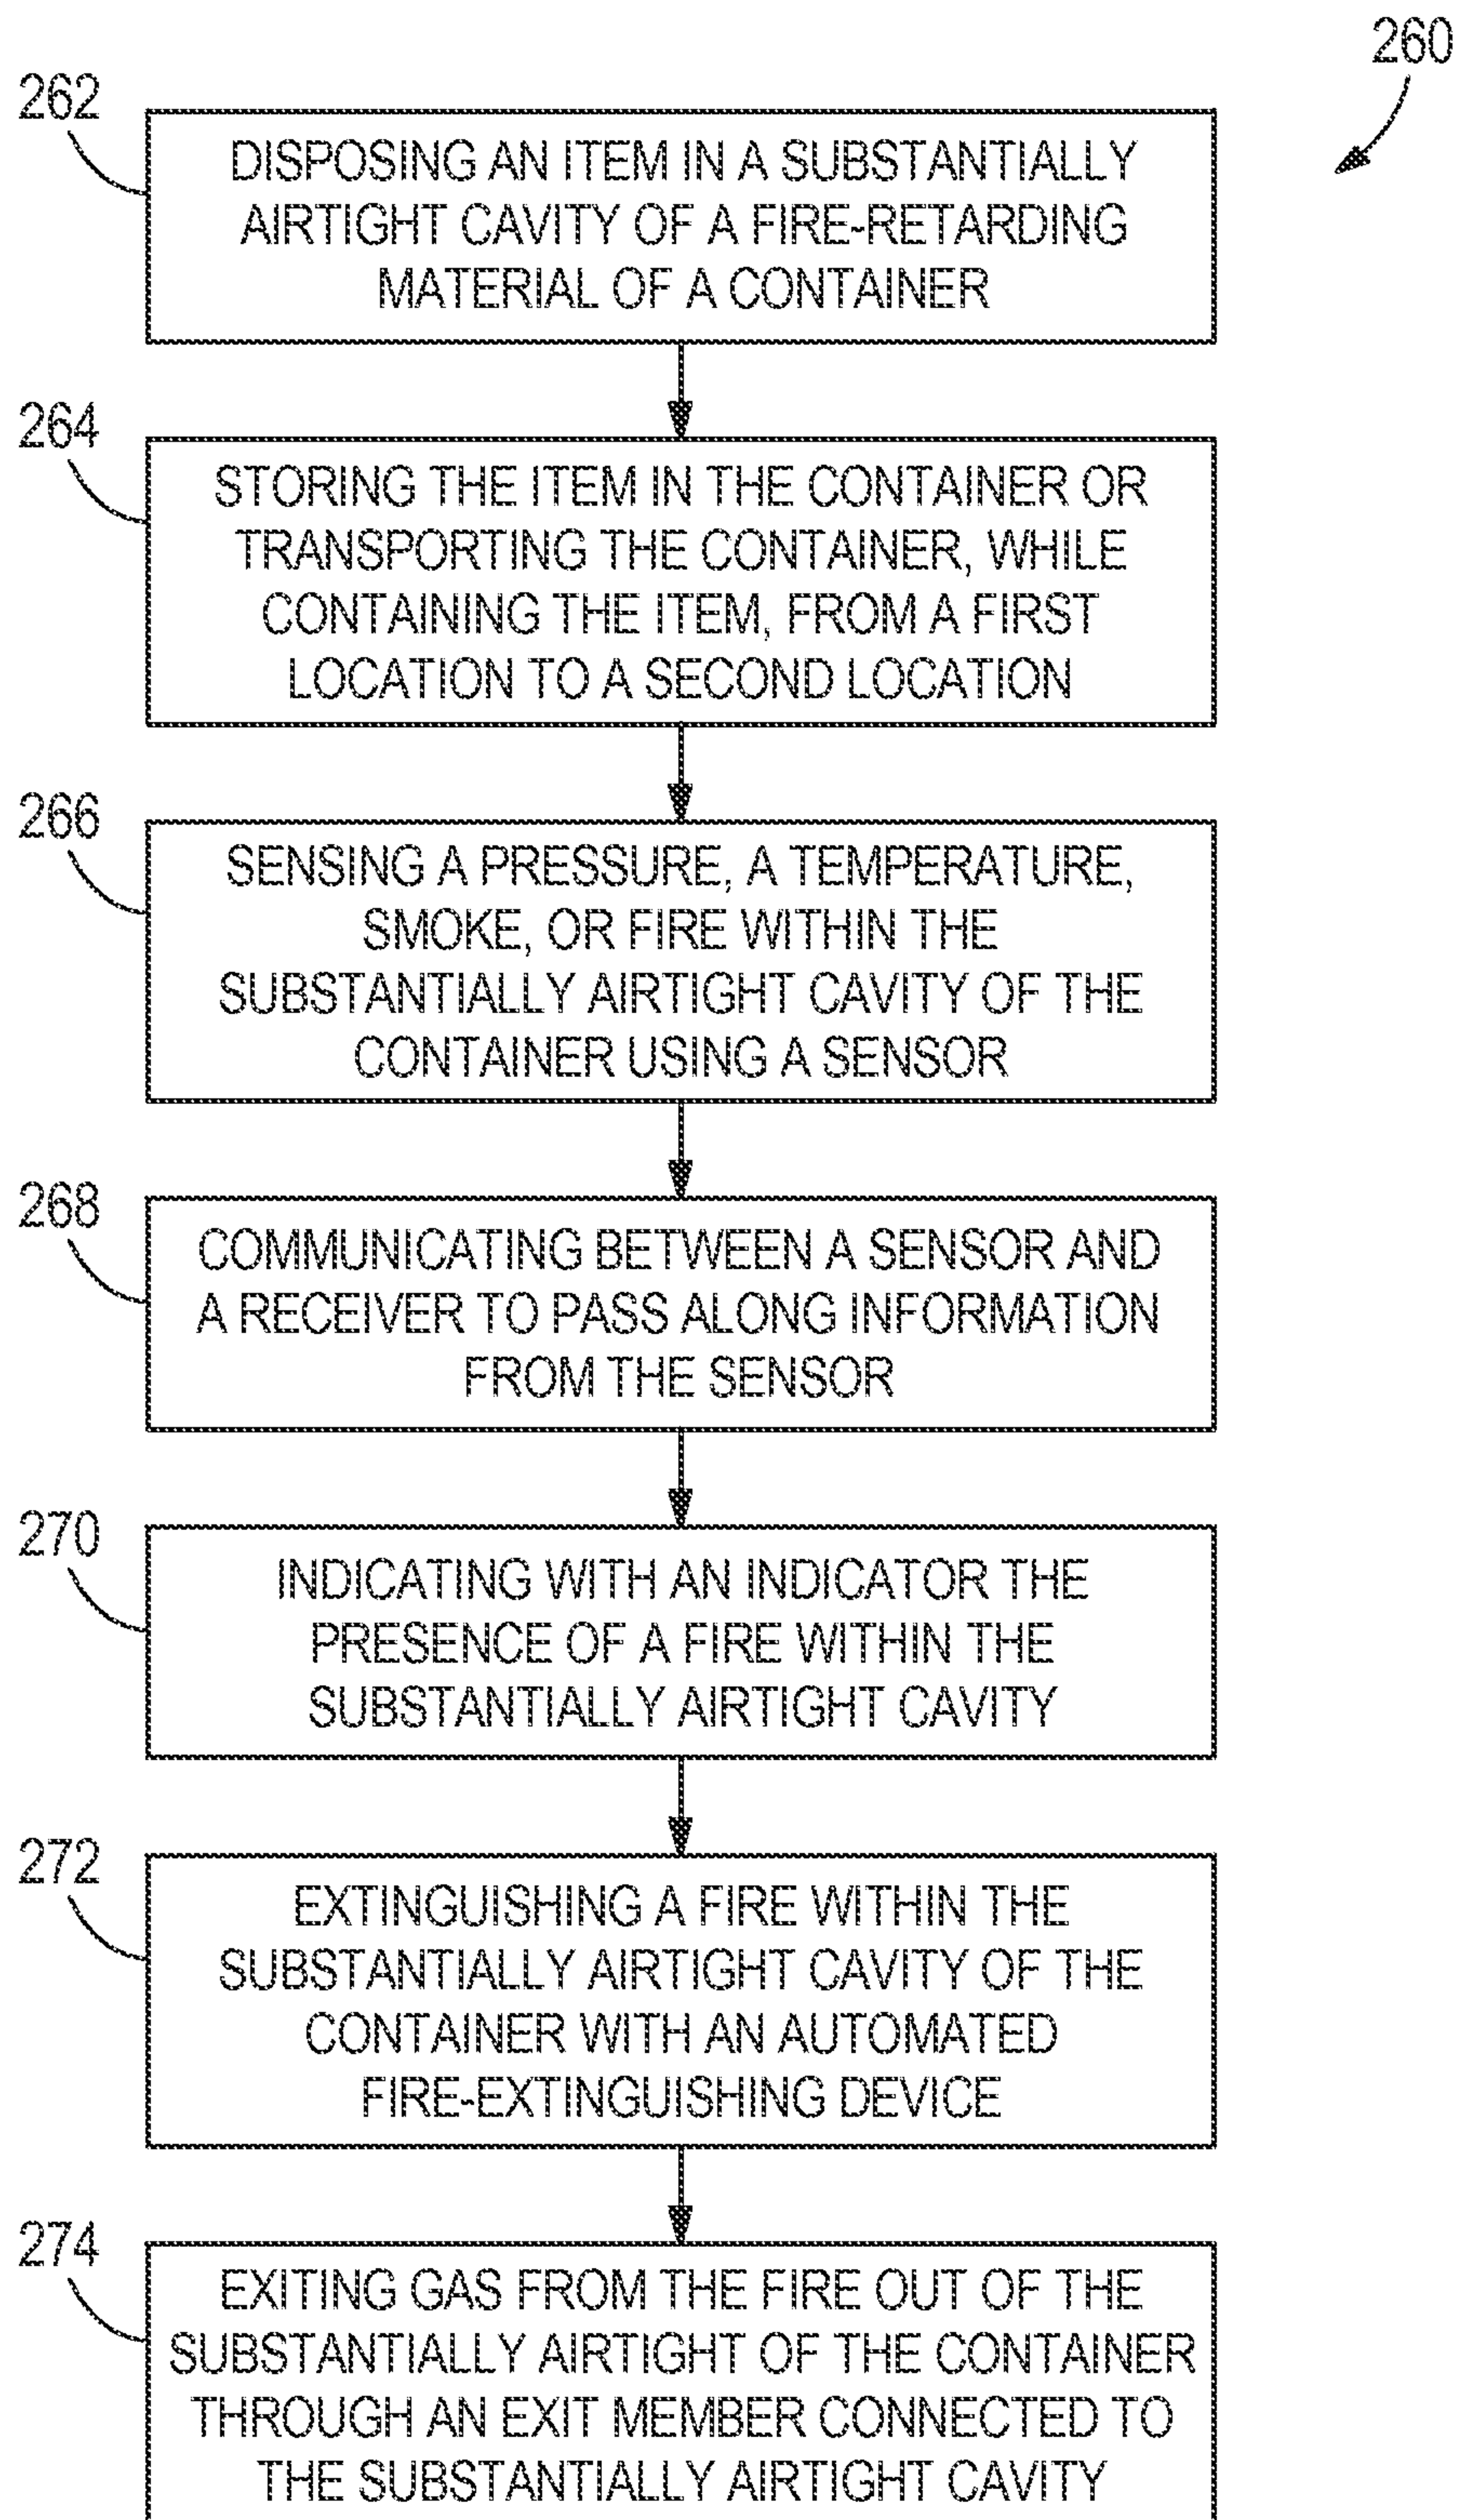 260
262
DISPOSING AN ITEM IN A SUBSTANTIALLY
AIRTIGHT CAVITY OF A FIRE-RETARDING
MATERIAL OF A CONTAINER
264
STORING THE ITEM IN THE CONTAINER OR
TRANSPORTING THE CONTAINER, WHILE
CONTAINING THE ITEM, FROM A FIRST
LOCATION TO A SECOND LOCATION
266
SENSING A PRESSURE, A TEMPERATURE,
SMOKE, OR FIRE WITHIN THE
SUBSTANTIALLY AIRTIGHT CAVITY OF THE
CONTAINER USING A SENSOR
268
COMMUNICATING BETWEEN A SENSOR AND
A RECEIVER TO PASS ALONG INFORMATION
FROM THE SENSOR
270
INDICATING WITH AN INDICATOR THE
PRESENCE OF A FIRE WITHIN THE
SUBSTANTIALLY AIRTIGHT CAVITY
272
EXTINGUISHING A FIRE WITHIN THE
SUBSTANTIALLY AIRTIGHT CAVITY OF THE
CONTAINER WITH AN AUTOMATED
FIRE-EXTINGUISHING DEVICE
274
EXITING GAS FROM THE FIRE OUT OF THE
SUBSTANTIALLY AIRTIGHT OF THE CONTAINER
THROUGH AN EXIT MEMBER CONNECTED TO
THE SUBSTANTIALLY AIRTIGHT CAVITY